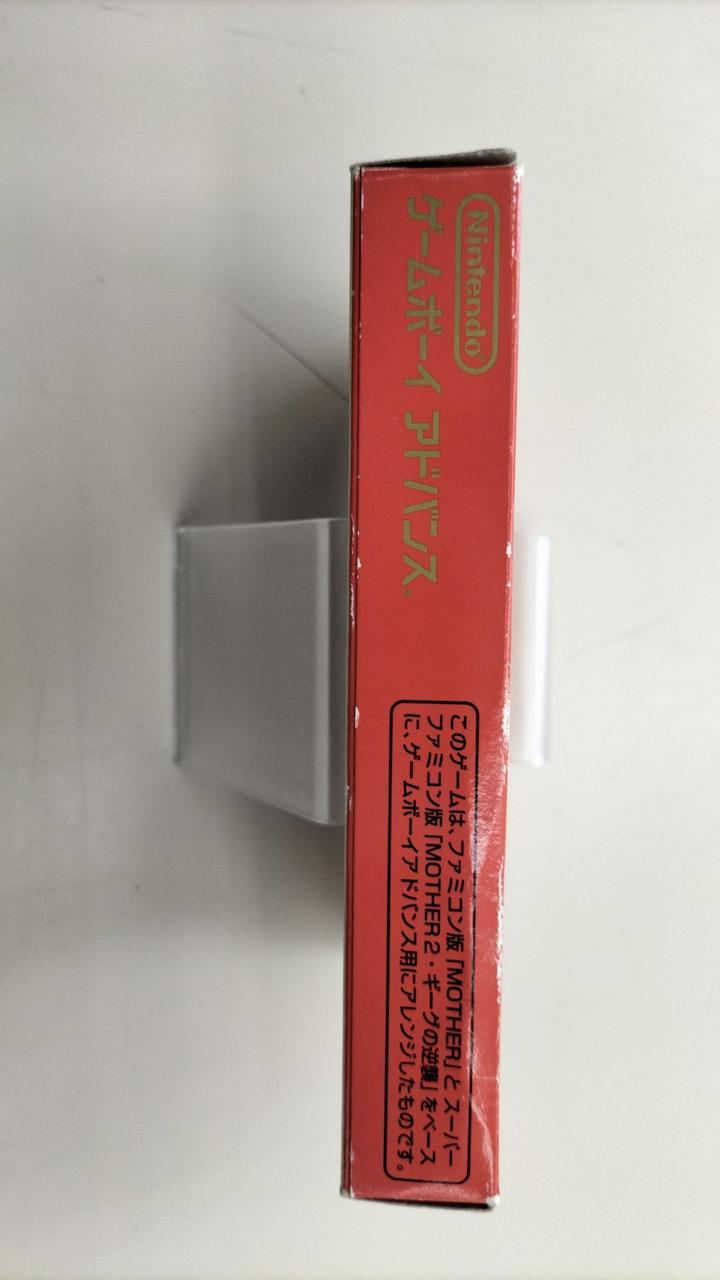 Nintendo®
ゲームボーイ アドバンス®
このゲームは、ファミコン版「MOTHER」と スーパー
ファミコン版「MOTHER2・ギーグの逆襲」をベース
に、ゲームボーイアドバンス用にアレンジしたものです。